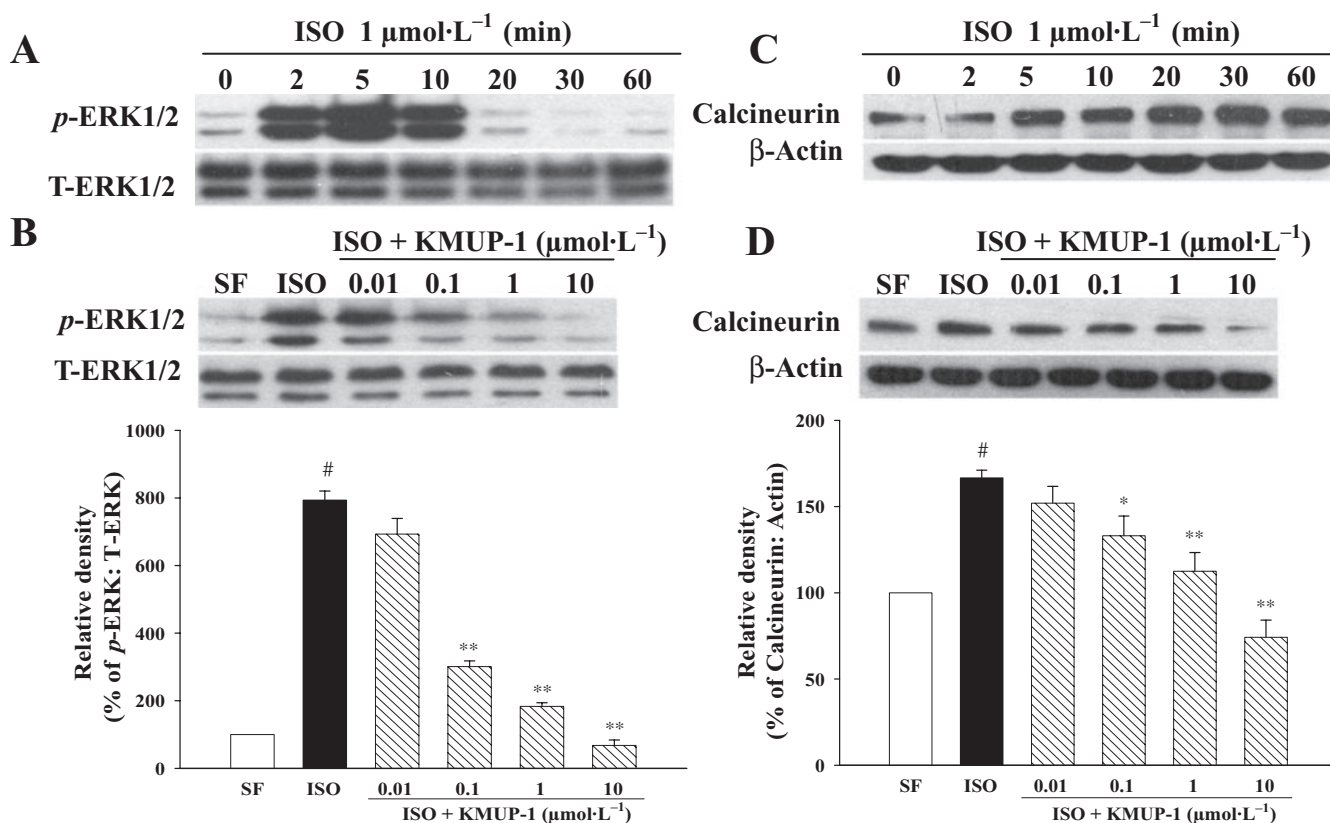 A
ISO 1 µmol·L⁻¹ (min)
0 2 5 10 20 30 60
p-ERK1/2
T-ERK1/2
B
ISO + KMUP-1 (µmol·L⁻¹)
SF ISO 0.01 0.1 1 10
p-ERK1/2
T-ERK1/2
Relative density
(% of p-ERK: T-ERK)
1000
800
600
400
200
0
#
**
**
**
SF ISO 0.01 0.1 1 10
ISO + KMUP-1 (µmol·L⁻¹)
C
ISO 1 µmol·L⁻¹ (min)
0 2 5 10 20 30 60
Calcineurin
β-Actin
D
ISO + KMUP-1 (µmol·L⁻¹)
SF ISO 0.01 0.1 1 10
Calcineurin
β-Actin
Relative density
(% of Calcineurin: Actin)
200
150
100
50
0
#
*
**
**
SF ISO 0.01 0.1 1 10
ISO + KMUP-1 (µmol·L⁻¹)